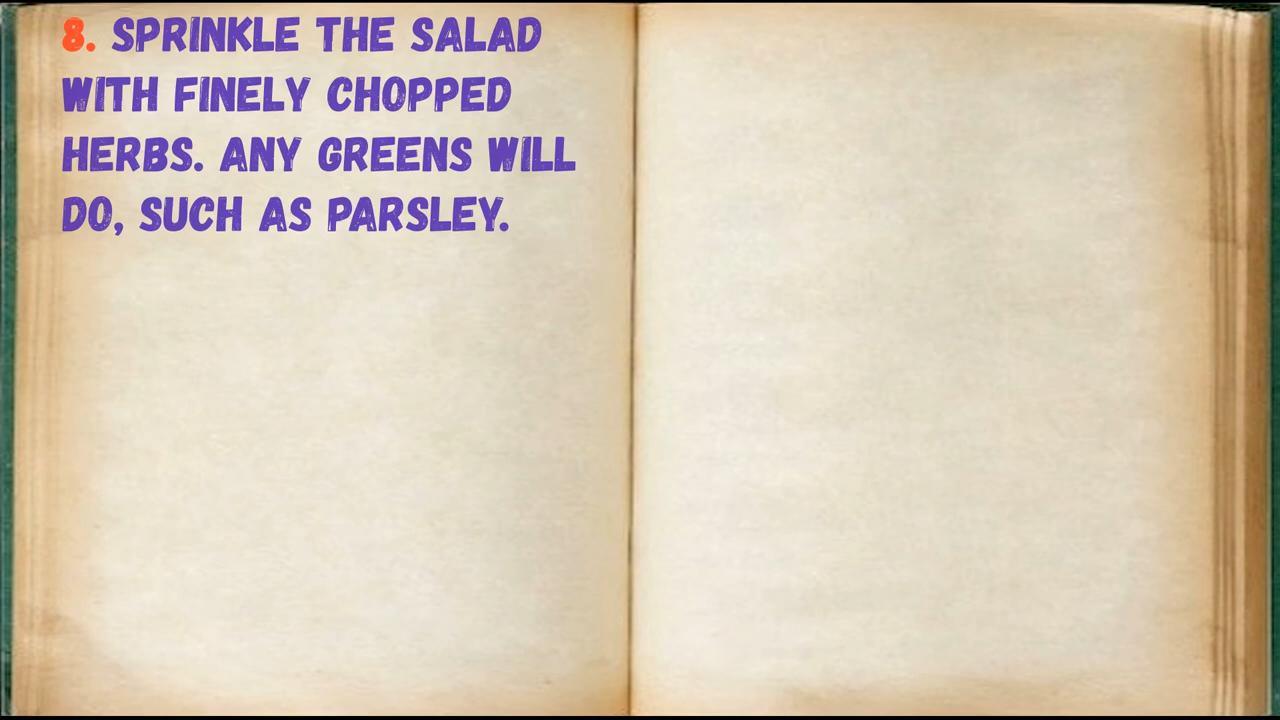 8. SPRINKLE THE SALAD
WITH FINELY CHOPPED
HERBS. ANY GREENS WILL
DO, SUCH AS PARSLEY.